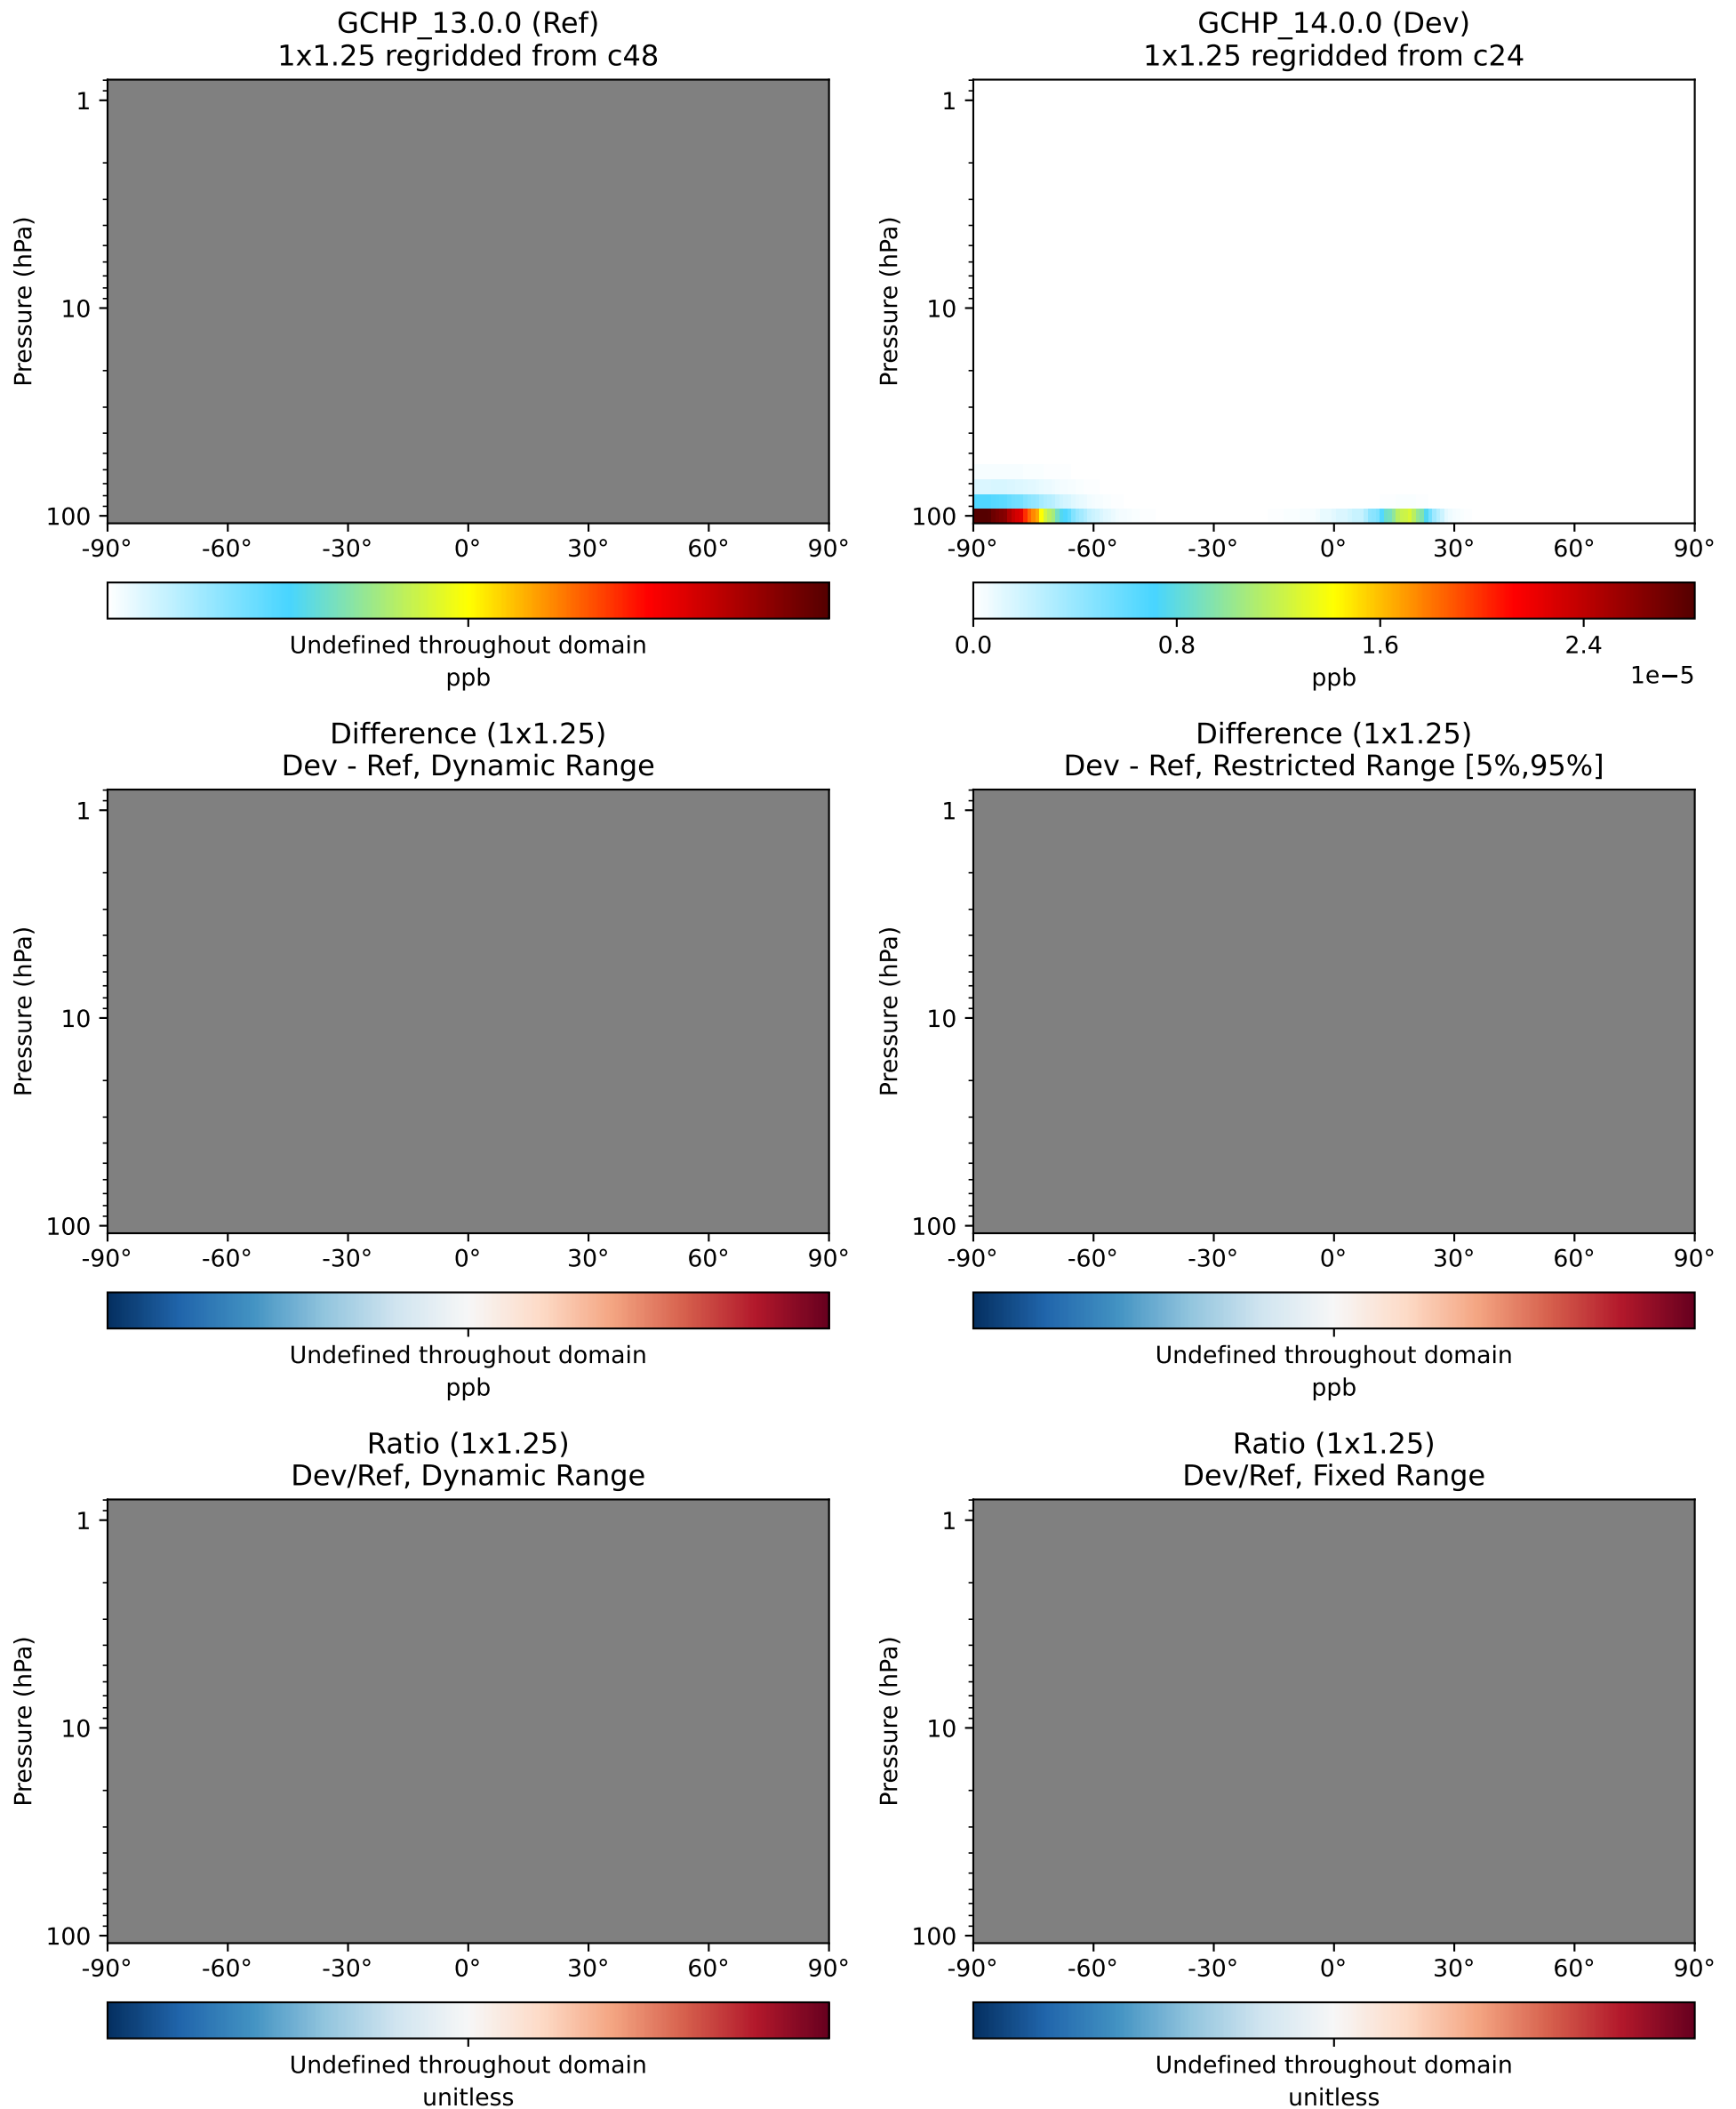 GCHP_13.0.0 (Ref)
1x1.25 regridded from c48
Pressure (hPa)
1
10
100
-90° -60° -30° 0° 30° 60° 90°
Undefined throughout domain
ppb
GCHP_14.0.0 (Dev)
1x1.25 regridded from c24
Pressure (hPa)
1
10
100
-90° -60° -30° 0° 30° 60° 90°
0.0 0.8 1.6 2.4
ppb
1e−5
Difference (1x1.25)
Dev - Ref, Dynamic Range
Pressure (hPa)
1
10
100
-90° -60° -30° 0° 30° 60° 90°
Undefined throughout domain
ppb
Difference (1x1.25)
Dev - Ref, Restricted Range [5%,95%]
Pressure (hPa)
1
10
100
-90° -60° -30° 0° 30° 60° 90°
Undefined throughout domain
ppb
Ratio (1x1.25)
Dev/Ref, Dynamic Range
Pressure (hPa)
1
10
100
-90° -60° -30° 0° 30° 60° 90°
Undefined throughout domain
unitless
Ratio (1x1.25)
Dev/Ref, Fixed Range
Pressure (hPa)
1
10
100
-90° -60° -30° 0° 30° 60° 90°
Undefined throughout domain
unitless